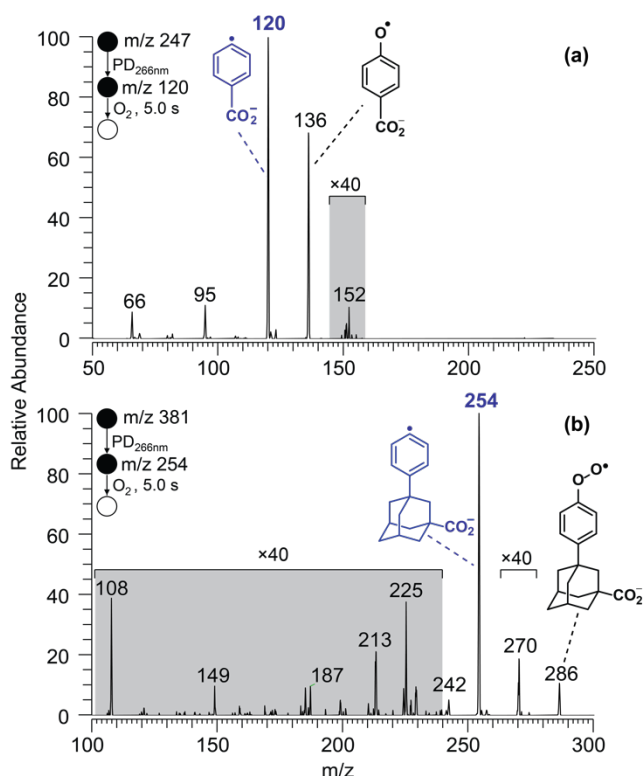 m/z 247
PD266nm
m/z 120
O2 , 5.0 s
120
CO2−
O•
CO2−
136
(a)
×40
66
95
152
100
80
60
40
20
0
50
100
150
200
250
Relative Abundance
m/z 381
PD266nm
m/z 254
O2 , 5.0 s
254
CO2−
(b)
O
O•
CO2−
×40
×40
108
149
187
213
225
242
270
286
100
80
60
40
20
0
100
150
200
250
300
m/z